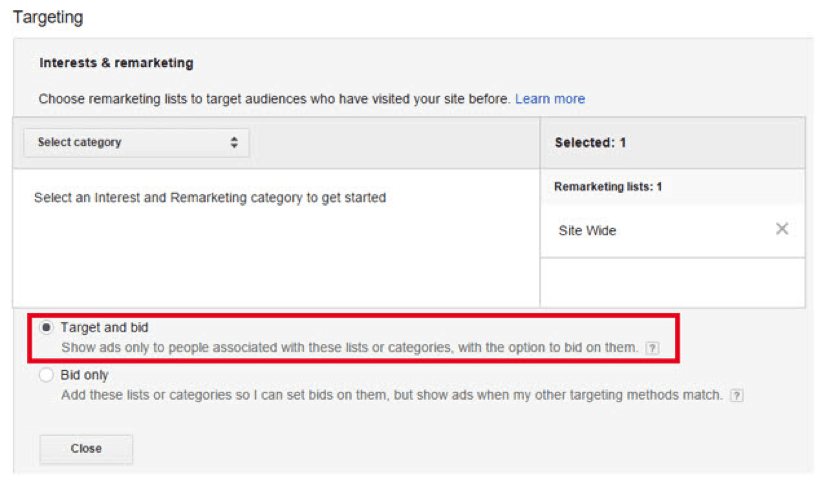 Targeting
Interests & remarketing
Choose remarketing lists to target audiences who have visited your site before. Learn more
Select category
Selected: 1
Select an Interest and Remarketing category to get started
Remarketing lists: 1
Site Wide
Target and bid
Show ads only to people associated with these lists or categories, with the option to bid on them. ?
Bid only
Add these lists or categories so I can set bids on them, but show ads when my other targeting methods match. ?
Close